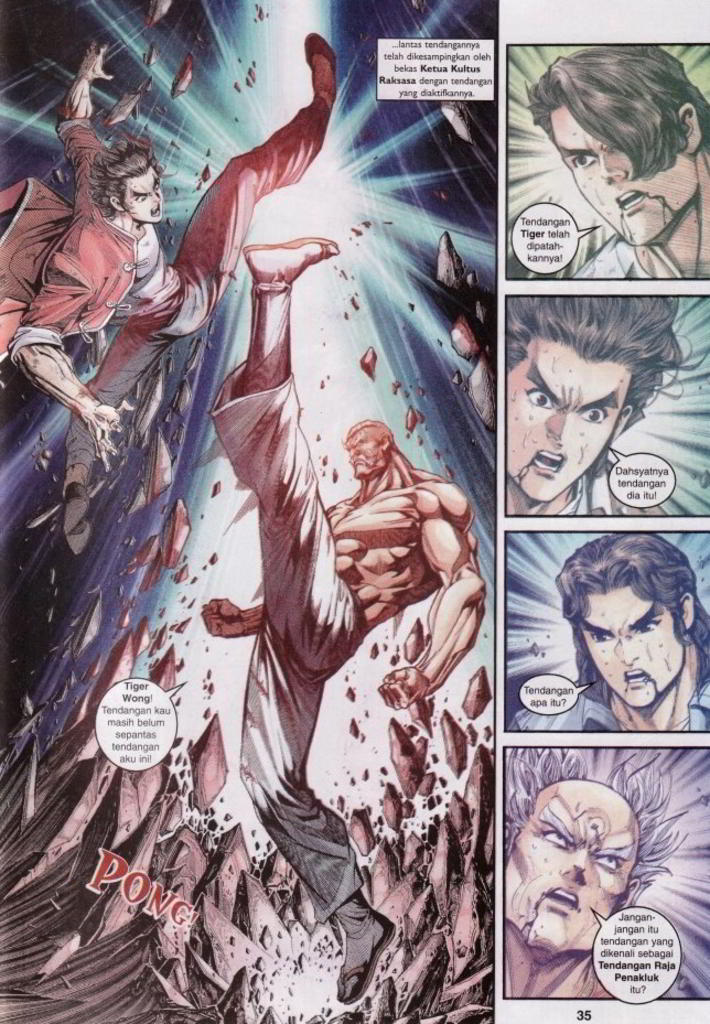 ...lantas tendangannya
telah dikesampingkan oleh
bekas Ketua Kultus
Raksasa dengan tendangan
yang diaktifkannya.
Tendangan
Tiger telah
dipatah-
kannya!
Dahsyatnya
tendangan
dia itu!
Tiger
Wong!
Tendangan kau
masih belum
sepantas
tendangan
aku ini!
Tendangan
apa itu?
PONG!
Jangan-
jangan itu
tendangan yang
dikenali sebagai
Tendangan Raja
Penakluk
itu?
35